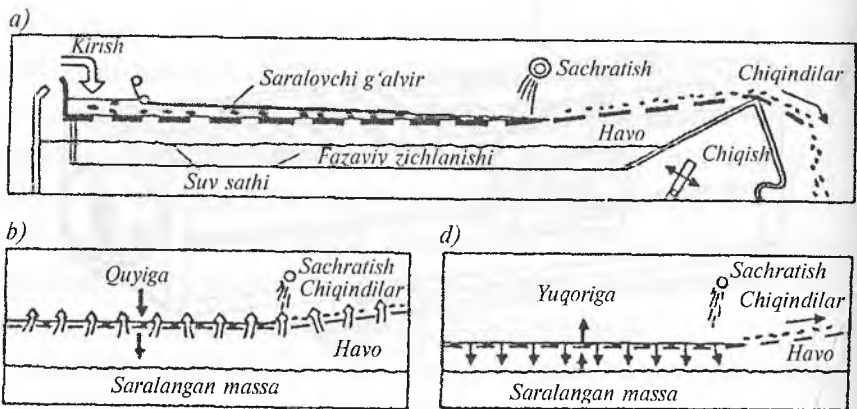 a)
Kirish
Saralovchi g‘alvir
Sachratish
Chiqindilar
Havo
Fazaviv zichlanishi
Suv sathi
Chiqish
b)
Quyiga
Sachratish
Chiqindilar
Havo
Saralangan massa
d)
Yuqoriga
Sachratish
Chiqindilar
Havo
Saralangan massa